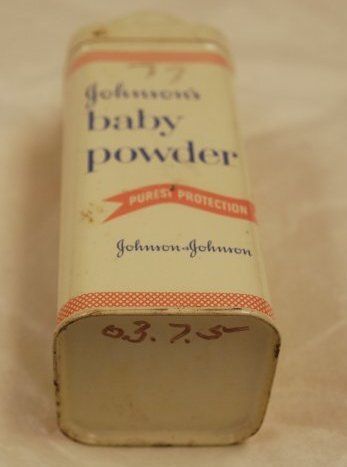 Johnson's
baby
powder
PUREST PROTECTION
Johnson & Johnson
03.7.5